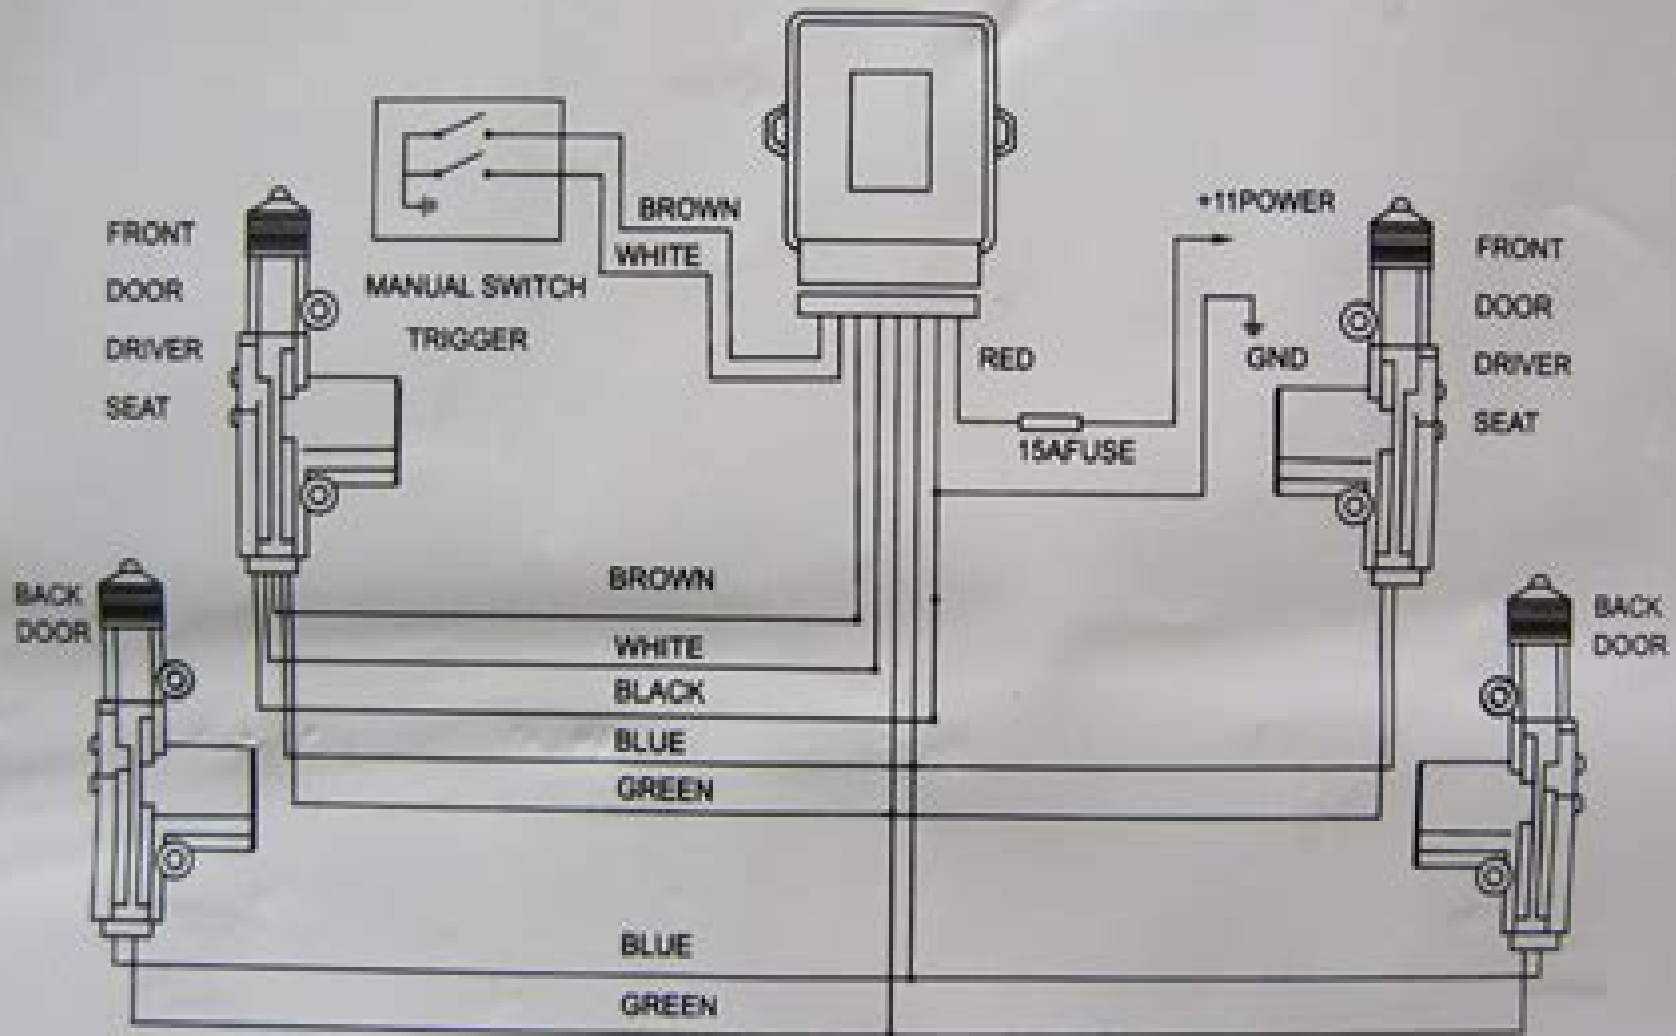 BROWN
WHITE
+11POWER
FRONT
DOOR
DRIVER
SEAT
MANUAL SWITCH
TRIGGER
RED
GND
15AFUSE
FRONT
DOOR
DRIVER
SEAT
BACK
DOOR
BROWN
WHITE
BLACK
BLUE
GREEN
BACK
DOOR
BLUE
GREEN